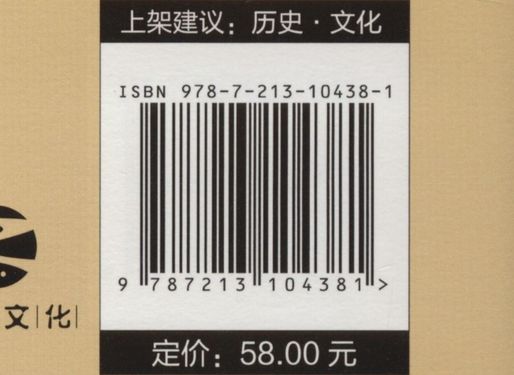 上架建议：历史·文化
ISBN 978-7-213-10438-1
9 787213 104381 >
文|化|
定价：58.00 元